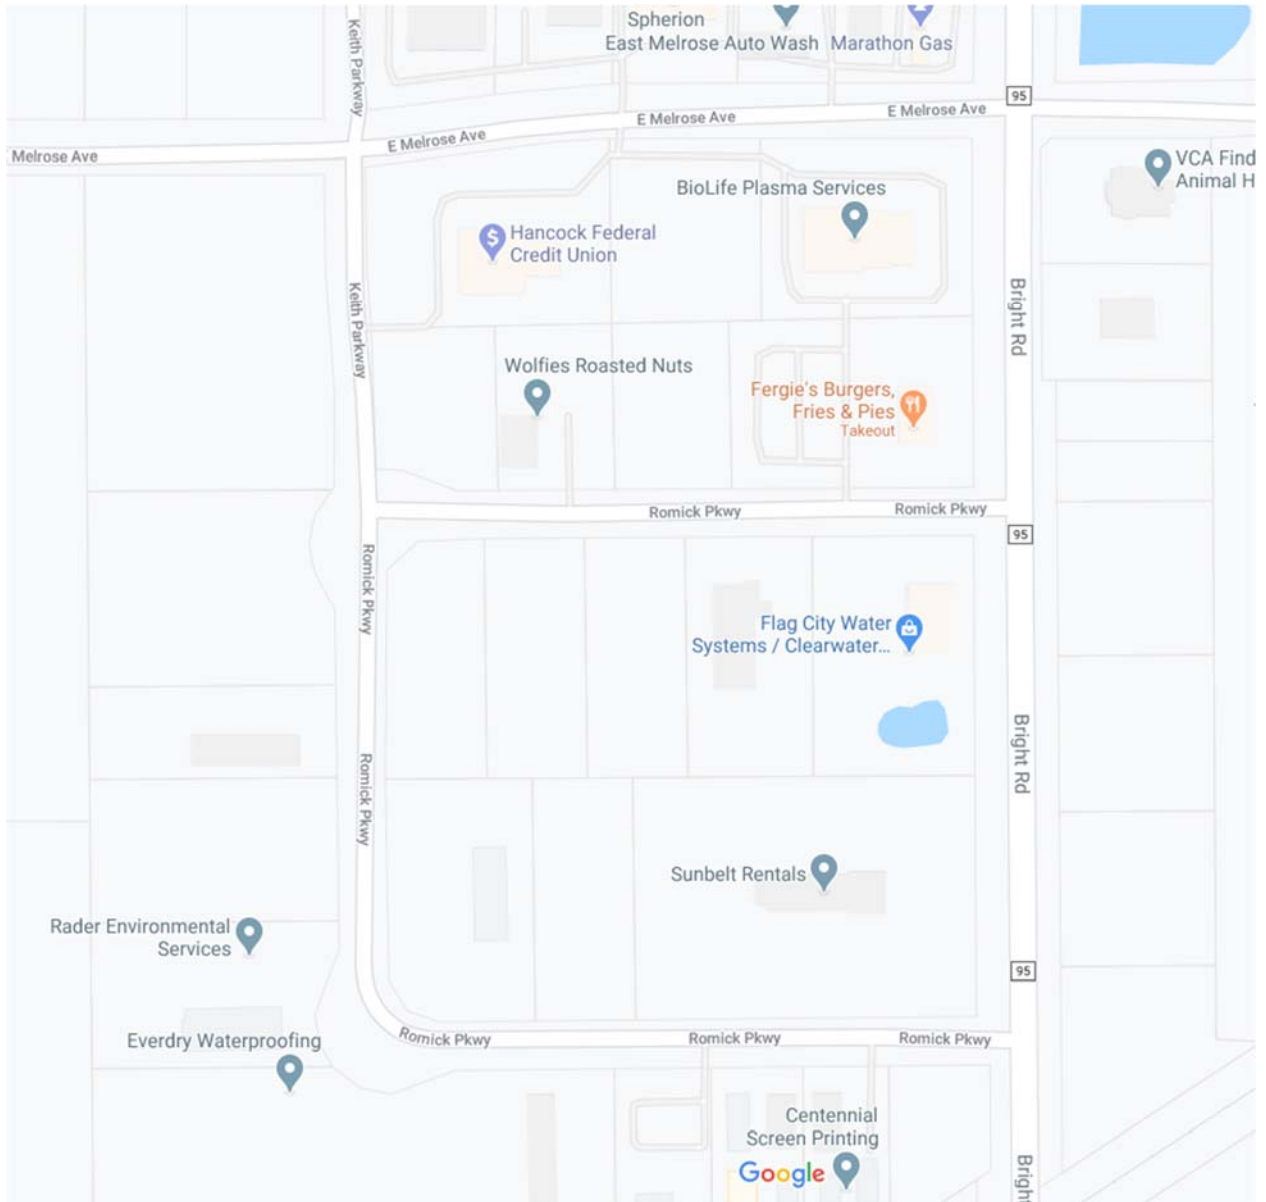 Spherion
East Melrose Auto Wash
Marathon Gas
Keith Parkway
95
E Melrose Ave
E Melrose Ave
E Melrose Ave
Melrose Ave
VCA Find
Animal H
BioLife Plasma Services
Hancock Federal
Credit Union
Keith Parkway
Bright Rd
Wolfies Roasted Nuts
Fergie's Burgers,
Fries & Pies
Takeout
Romick Pkwy
Romick Pkwy
95
Romick Pkwy
Flag City Water
Systems / Clearwater...
Bright Rd
Romick Pkwy
Sunbelt Rentals
Rader Environmental
Services
95
Everdry Waterproofing
Romick Pkwy
Romick Pkwy
Romick Pkwy
Centennial
Screen Printing
Google
Bright